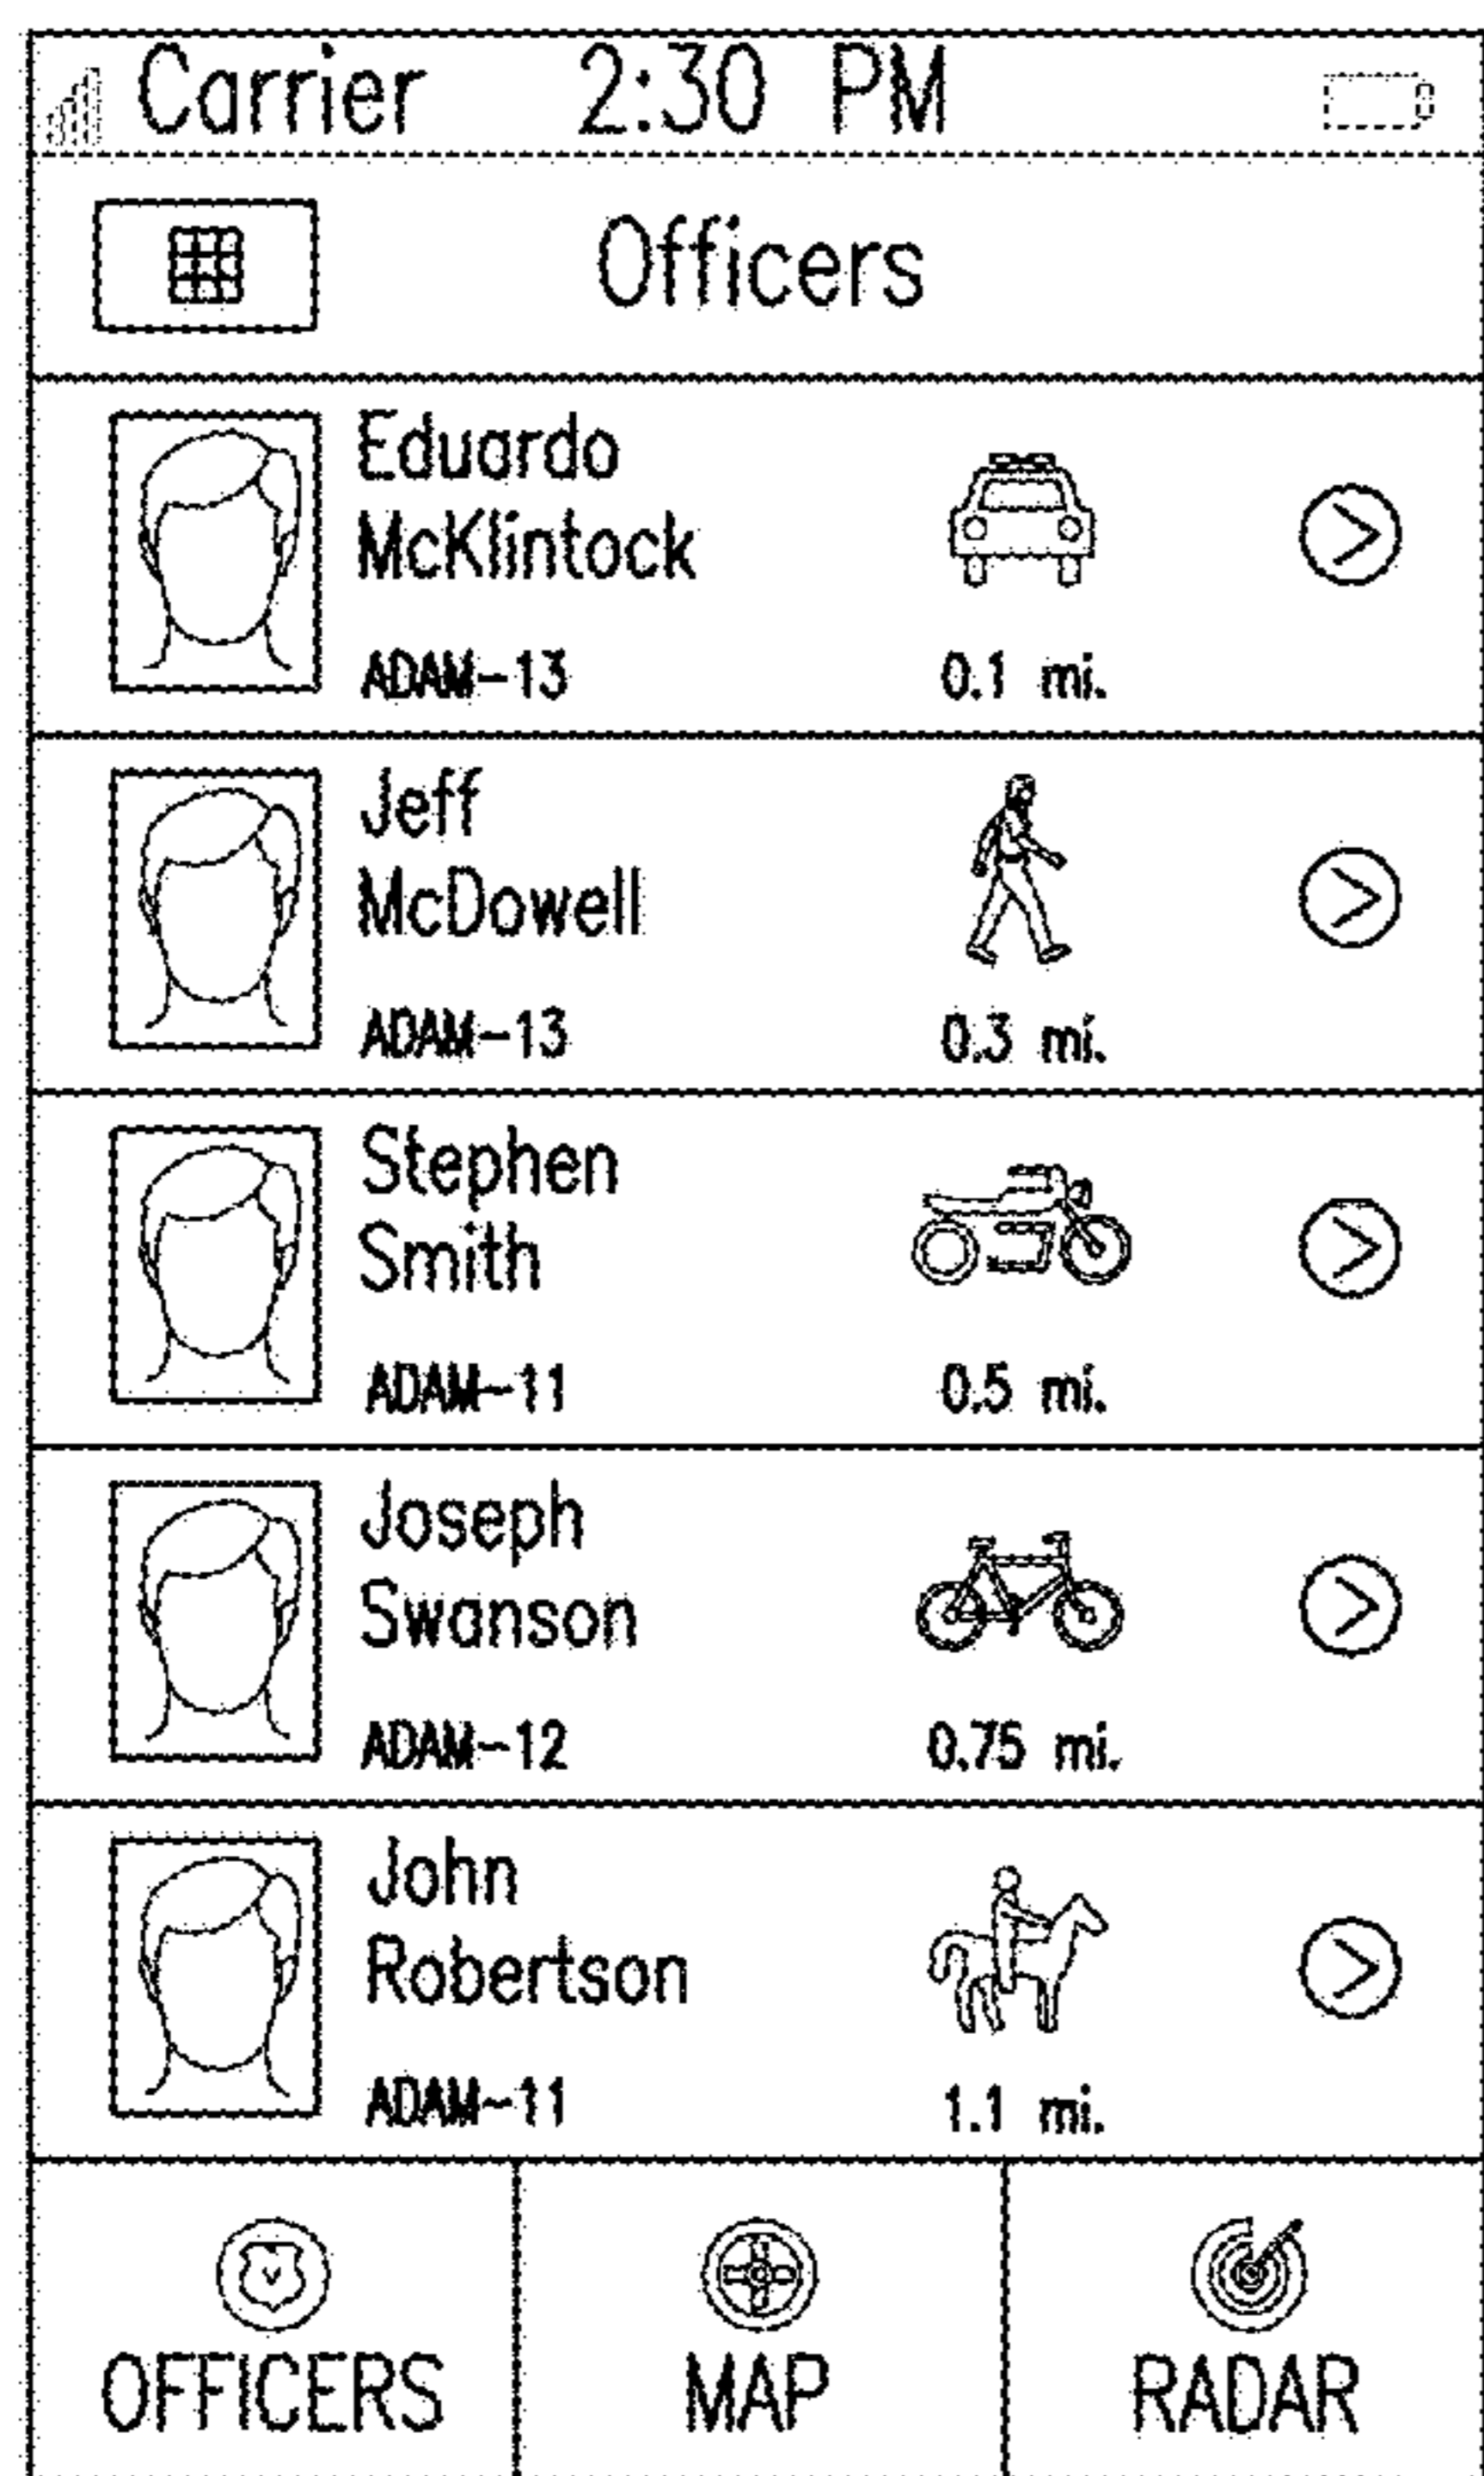 Carrier 2:30 PM
Officers
Eduardo
McKlintock
ADAM-13
0.1 mi.
Jeff
McDowell
ADAM-13
0.3 mi.
Stephen
Smith
ADAM-11
0.5 mi.
Joseph
Swanson
ADAM-12
0.75 mi.
John
Robertson
ADAM-11
1.1 mi.
OFFICERS MAP RADAR